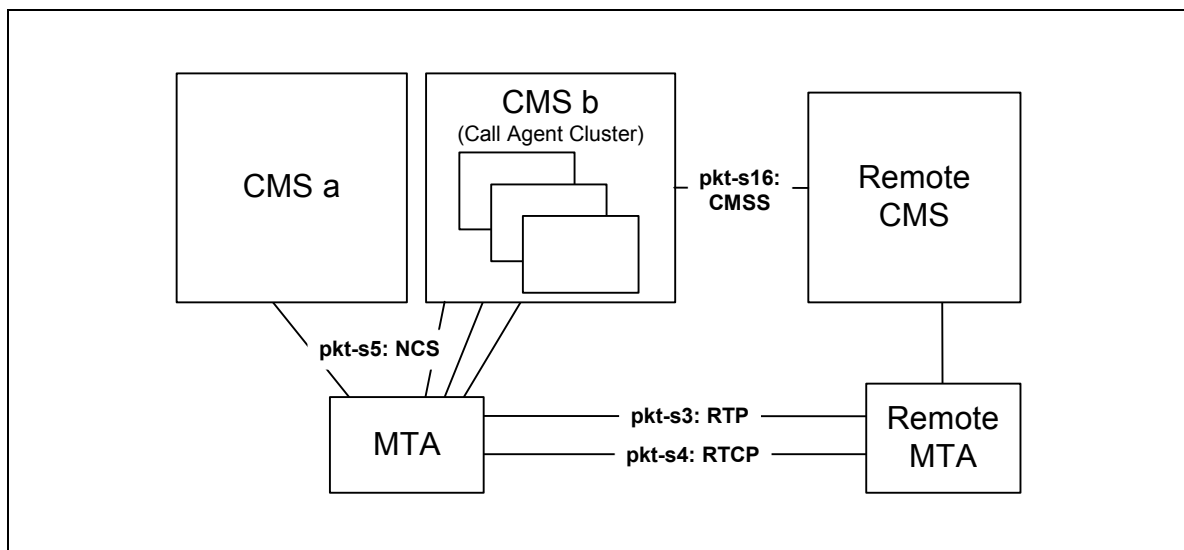 CMS a
CMS b
(Call Agent Cluster)
pkt-s16:
CMSS
Remote
CMS
pkt-s5: NCS
MTA
pkt-s3: RTP
pkt-s4: RTCP
Remote
MTA